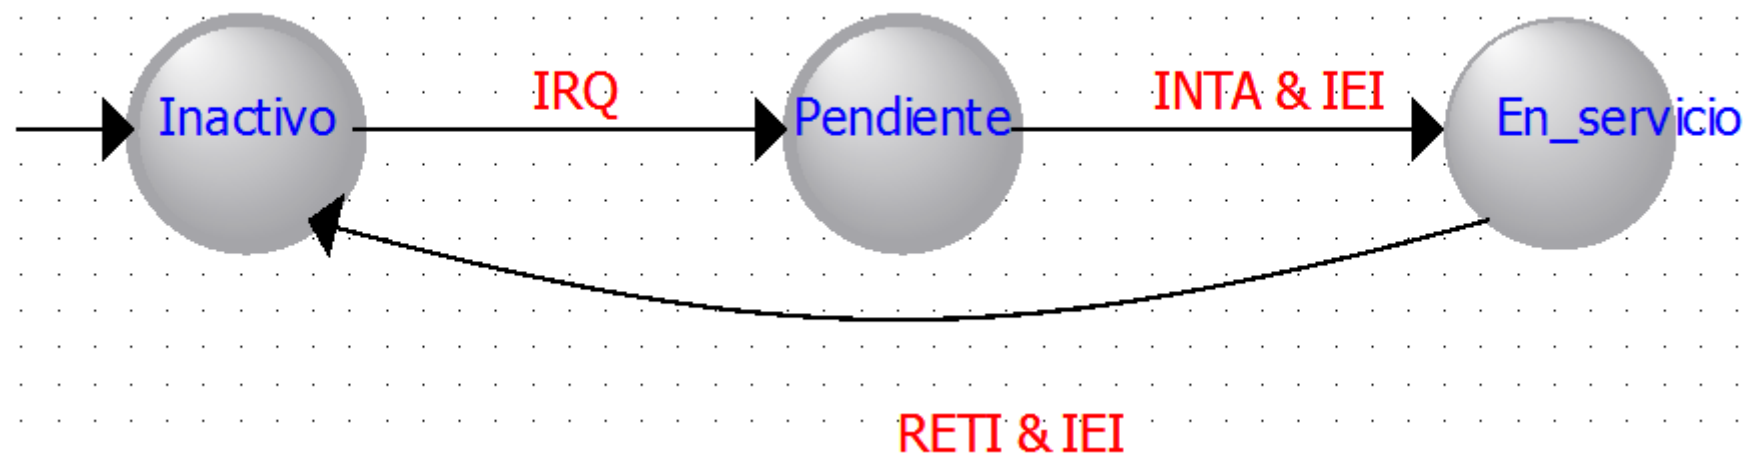 IRQ
INTA & IEI
Inactivo
Pendiente
En_servicio
RETI & IEI